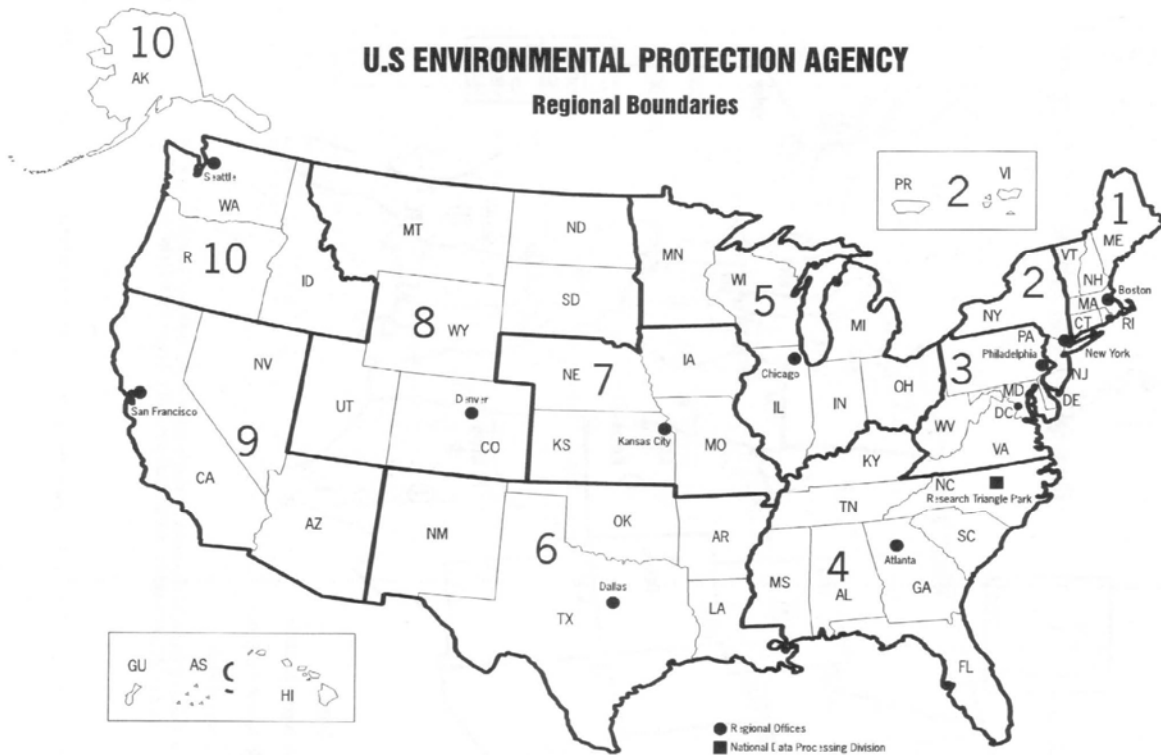 10
AK
U.S ENVIRONMENTAL PROTECTION AGENCY
Regional Boundaries
PR
2
VI
Seattle
WA
R 10
ID
MT
ND
SD
8
WY
MN
WI
5
MI
1
ME
VT
NH
Boston
MA
CT
RI
2
NY
New York
PA
Philadelphia
3
NJ
MD
DE
DC
WV
VA
NE
7
IA
Chicago
IL
IN
OH
NV
UT
Denver
CO
KS
Kansas City
MO
KY
San Francisco
9
CA
AZ
NM
OK
6
AR
TN
NC
Research Triangle Park
SC
Atlanta
Dallas
TX
LA
MS
4
AL
GA
FL
GU
AS
9
HI
Regional Offices
National Data Processing Division